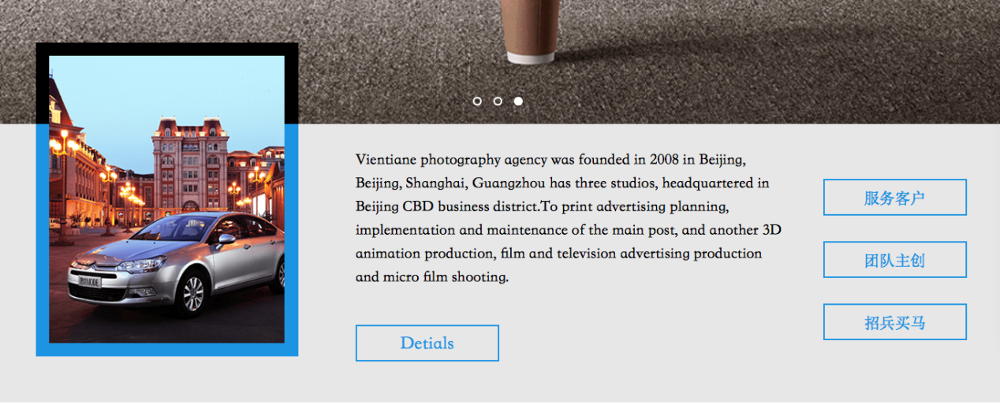 Vientiane photography agency was founded in 2008 in Beijing,
Beijing, Shanghai, Guangzhou has three studios, headquartered in
Beijing CBD business district.To print advertising planning,
implementation and maintenance of the main post, and another 3D
animation production, film and television advertising production
and micro film shooting.
Detials
服务客户
团队主创
招兵买马